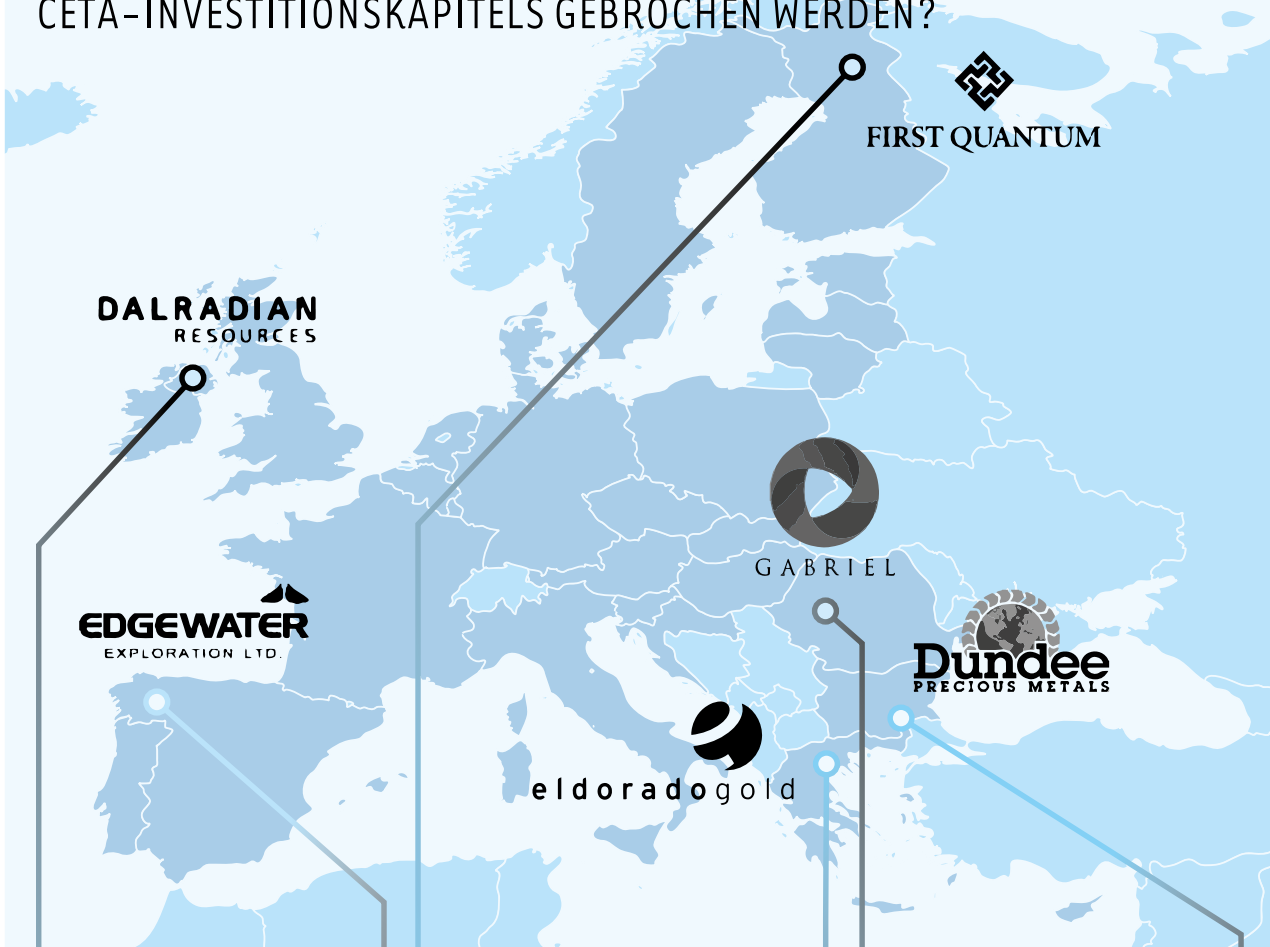 CETA-INVESTITIONSKAPITELS GEBROCHEN WERDEN?
FIRST QUANTUM
DALRADIAN
RESOURCES
GABRIEL
EDGEWATER
EXPLORATION LTD.
Dundee
PRECIOUS METALS
eldoradogold